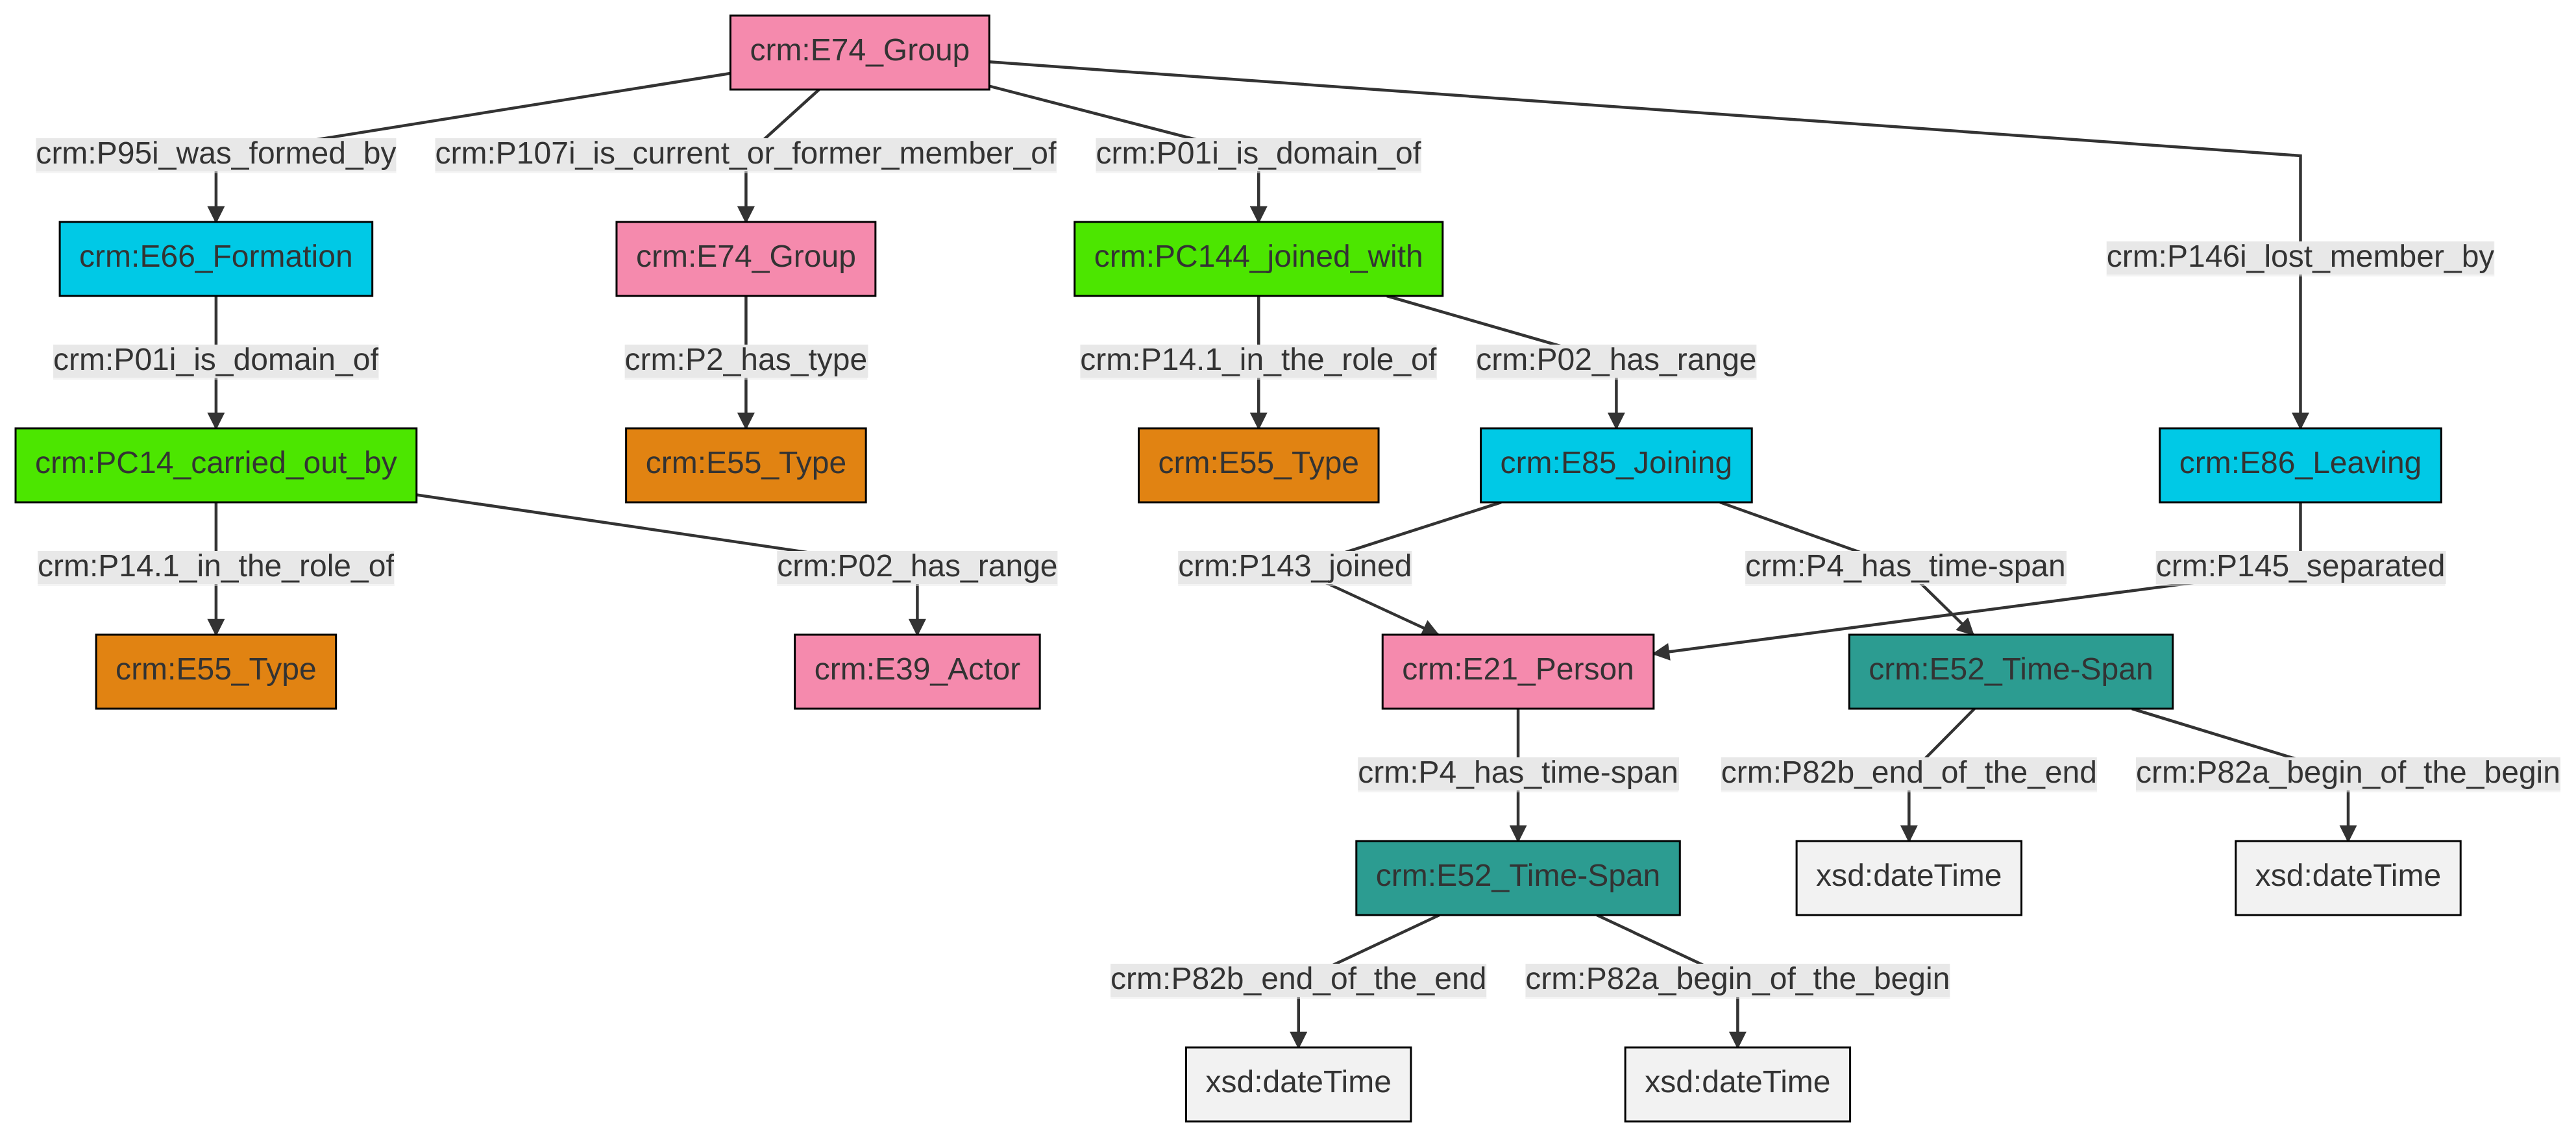 crm:E74_Group
crm:P95i_was_formed_by
crm:P107i_is_current_or_former_member_of
crm:P01i_is_domain_of
crm:E66_Formation
crm:E74_Group
crm:PC144_joined_with
crm:P146i_lost_member_by
crm:P01i_is_domain_of
crm:P2_has_type
crm:P14.1_in_the_role_of
crm:P02_has_range
crm:PC14_carried_out_by
crm:E55_Type
crm:E55_Type
crm:E85_Joining
crm:E86_Leaving
crm:P14.1_in_the_role_of
crm:P02_has_range
crm:P143_joined
crm:P4_has_time-span
crm:P145_separated
crm:E55_Type
crm:E39_Actor
crm:E21_Person
crm:E52_Time-Span
crm:P4_has_time-span
crm:P82b_end_of_the_end
crm:P82a_begin_of_the_begin
crm:E52_Time-Span
xsd:dateTime
xsd:dateTime
crm:P82b_end_of_the_end
crm:P82a_begin_of_the_begin
xsd:dateTime
xsd:dateTime